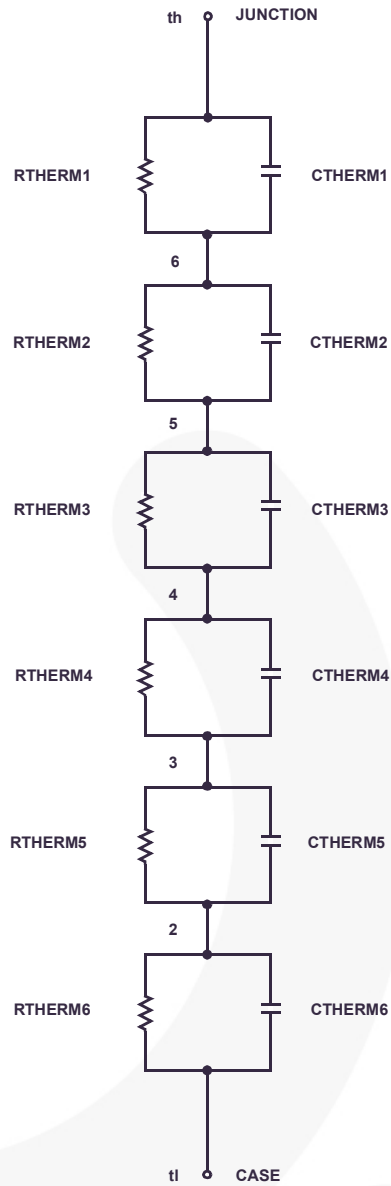 th JUNCTION
RTHERM1 CTHERM1
6
RTHERM2 CTHERM2
5
RTHERM3 CTHERM3
4
RTHERM4 CTHERM4
3
RTHERM5 CTHERM5
2
RTHERM6 CTHERM6
tl CASE